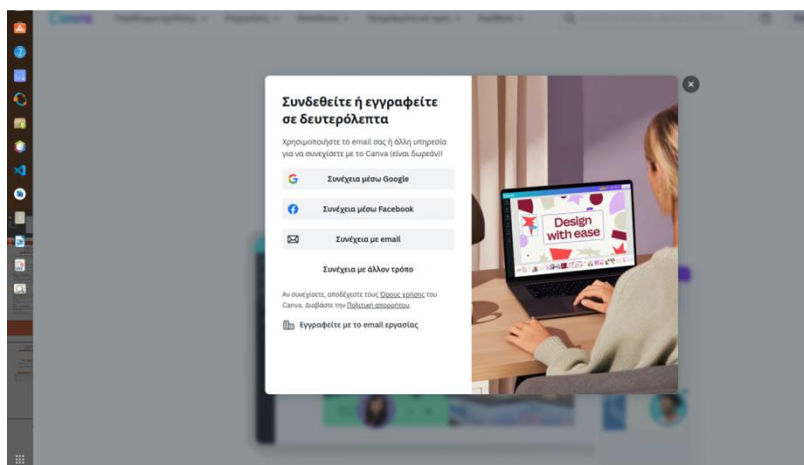 Canva
Συνδεθείτε ή εγγραφείτε
σε δευτερόλεπτα
Χρησιμοποιήστε το email σας ή άλλη υπηρεσία
για να συνεχίσετε με το Canva (είναι δωρεάν)!
Συνέχεια μέσω Google
Συνέχεια μέσω Facebook
Συνέχεια με email
Συνέχεια με άλλον τρόπο
Αν συνεχίσετε, αποδέχεστε τους Όρους χρήσης του
Canva. Διαβάστε την Πολιτική απορρήτου.
Εγγραφείτε με το email εργασίας
Design
with ease